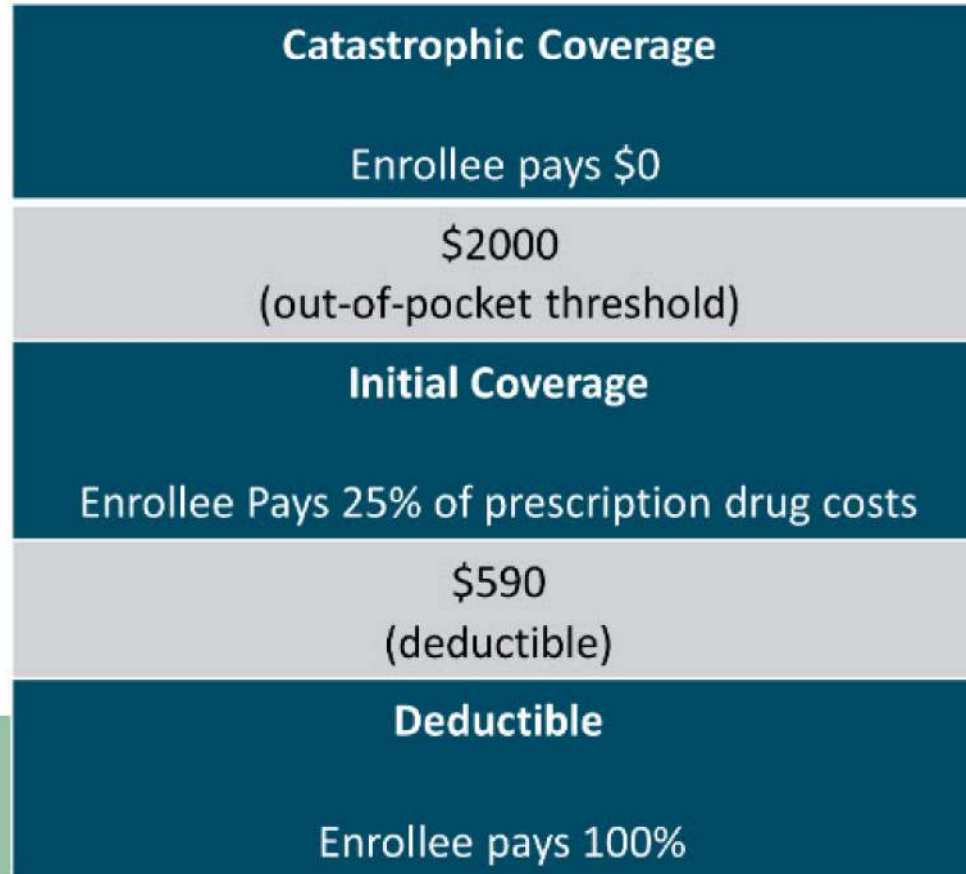 Catastrophic Coverage
Enrollee pays $0
$2000
(out-of-pocket threshold)
Initial Coverage
Enrollee Pays 25% of prescription drug costs
$590
(deductible)
Deductible
Enrollee pays 100%